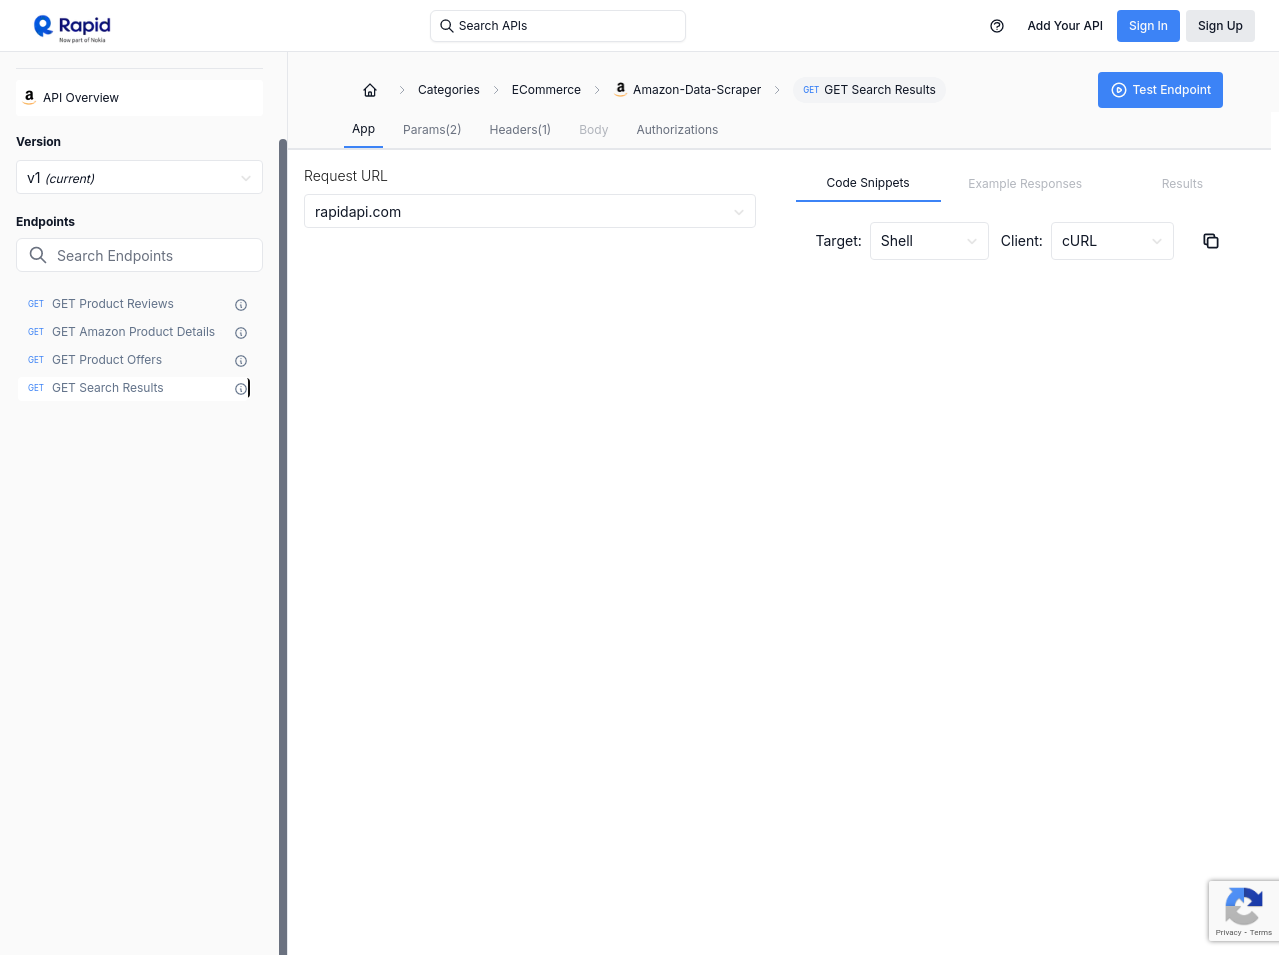 Rapid
Now part of Nokia
Search APIs
Add Your API
Sign In
Sign Up
API Overview
Version
v1 (current)
Endpoints
Search Endpoints
GET GET Product Reviews
GET GET Amazon Product Details
GET GET Product Offers
GET GET Search Results
Categories
ECommerce
Amazon-Data-Scraper
GET GET Search Results
Test Endpoint
App
Params(2)
Headers(1)
Body
Authorizations
Request URL
rapidapi.com
Code Snippets
Example Responses
Results
Target:
Shell
Client:
cURL
Privacy - Terms